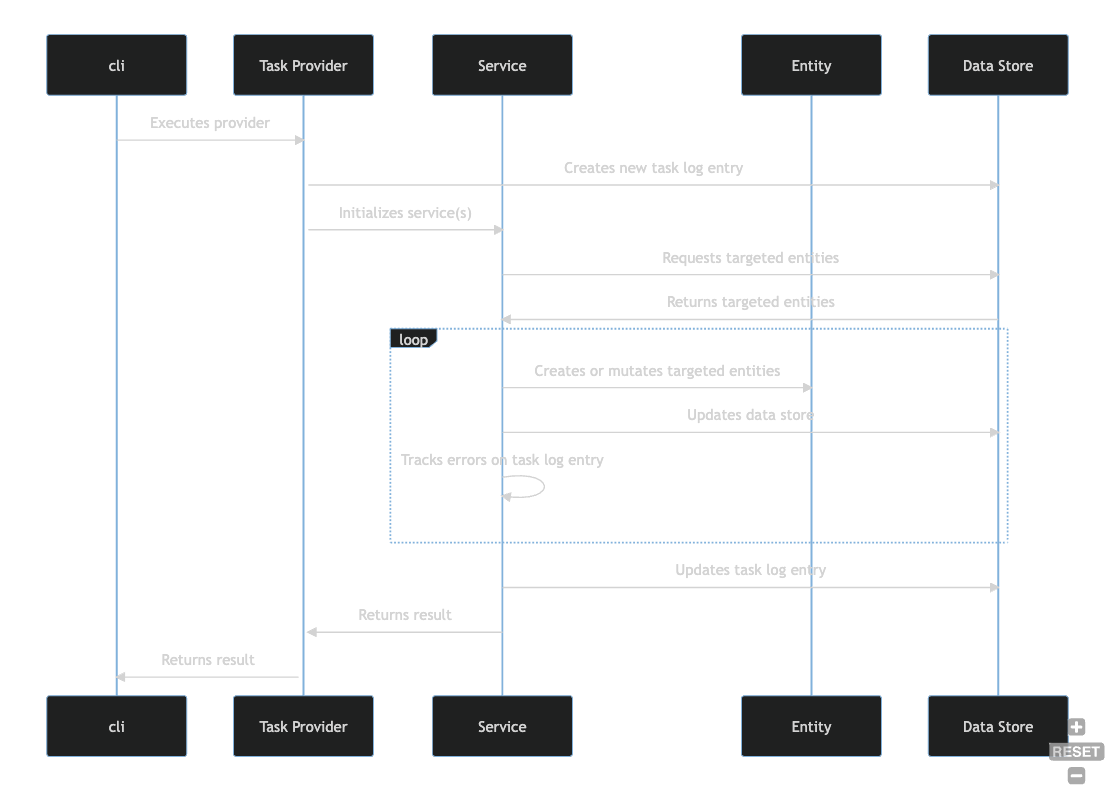 cli
Task Provider
Service
Entity
Data Store
Executes provider
Creates new task log entry
Initializes service(s)
Requests targeted entities
Returns targeted entities
loop
Creates or mutates targeted entities
Updates data store
Tracks errors on task log entry
Updates task log entry
Returns result
Returns result
cli
Task Provider
Service
Entity
Data Store
+
RESET
−